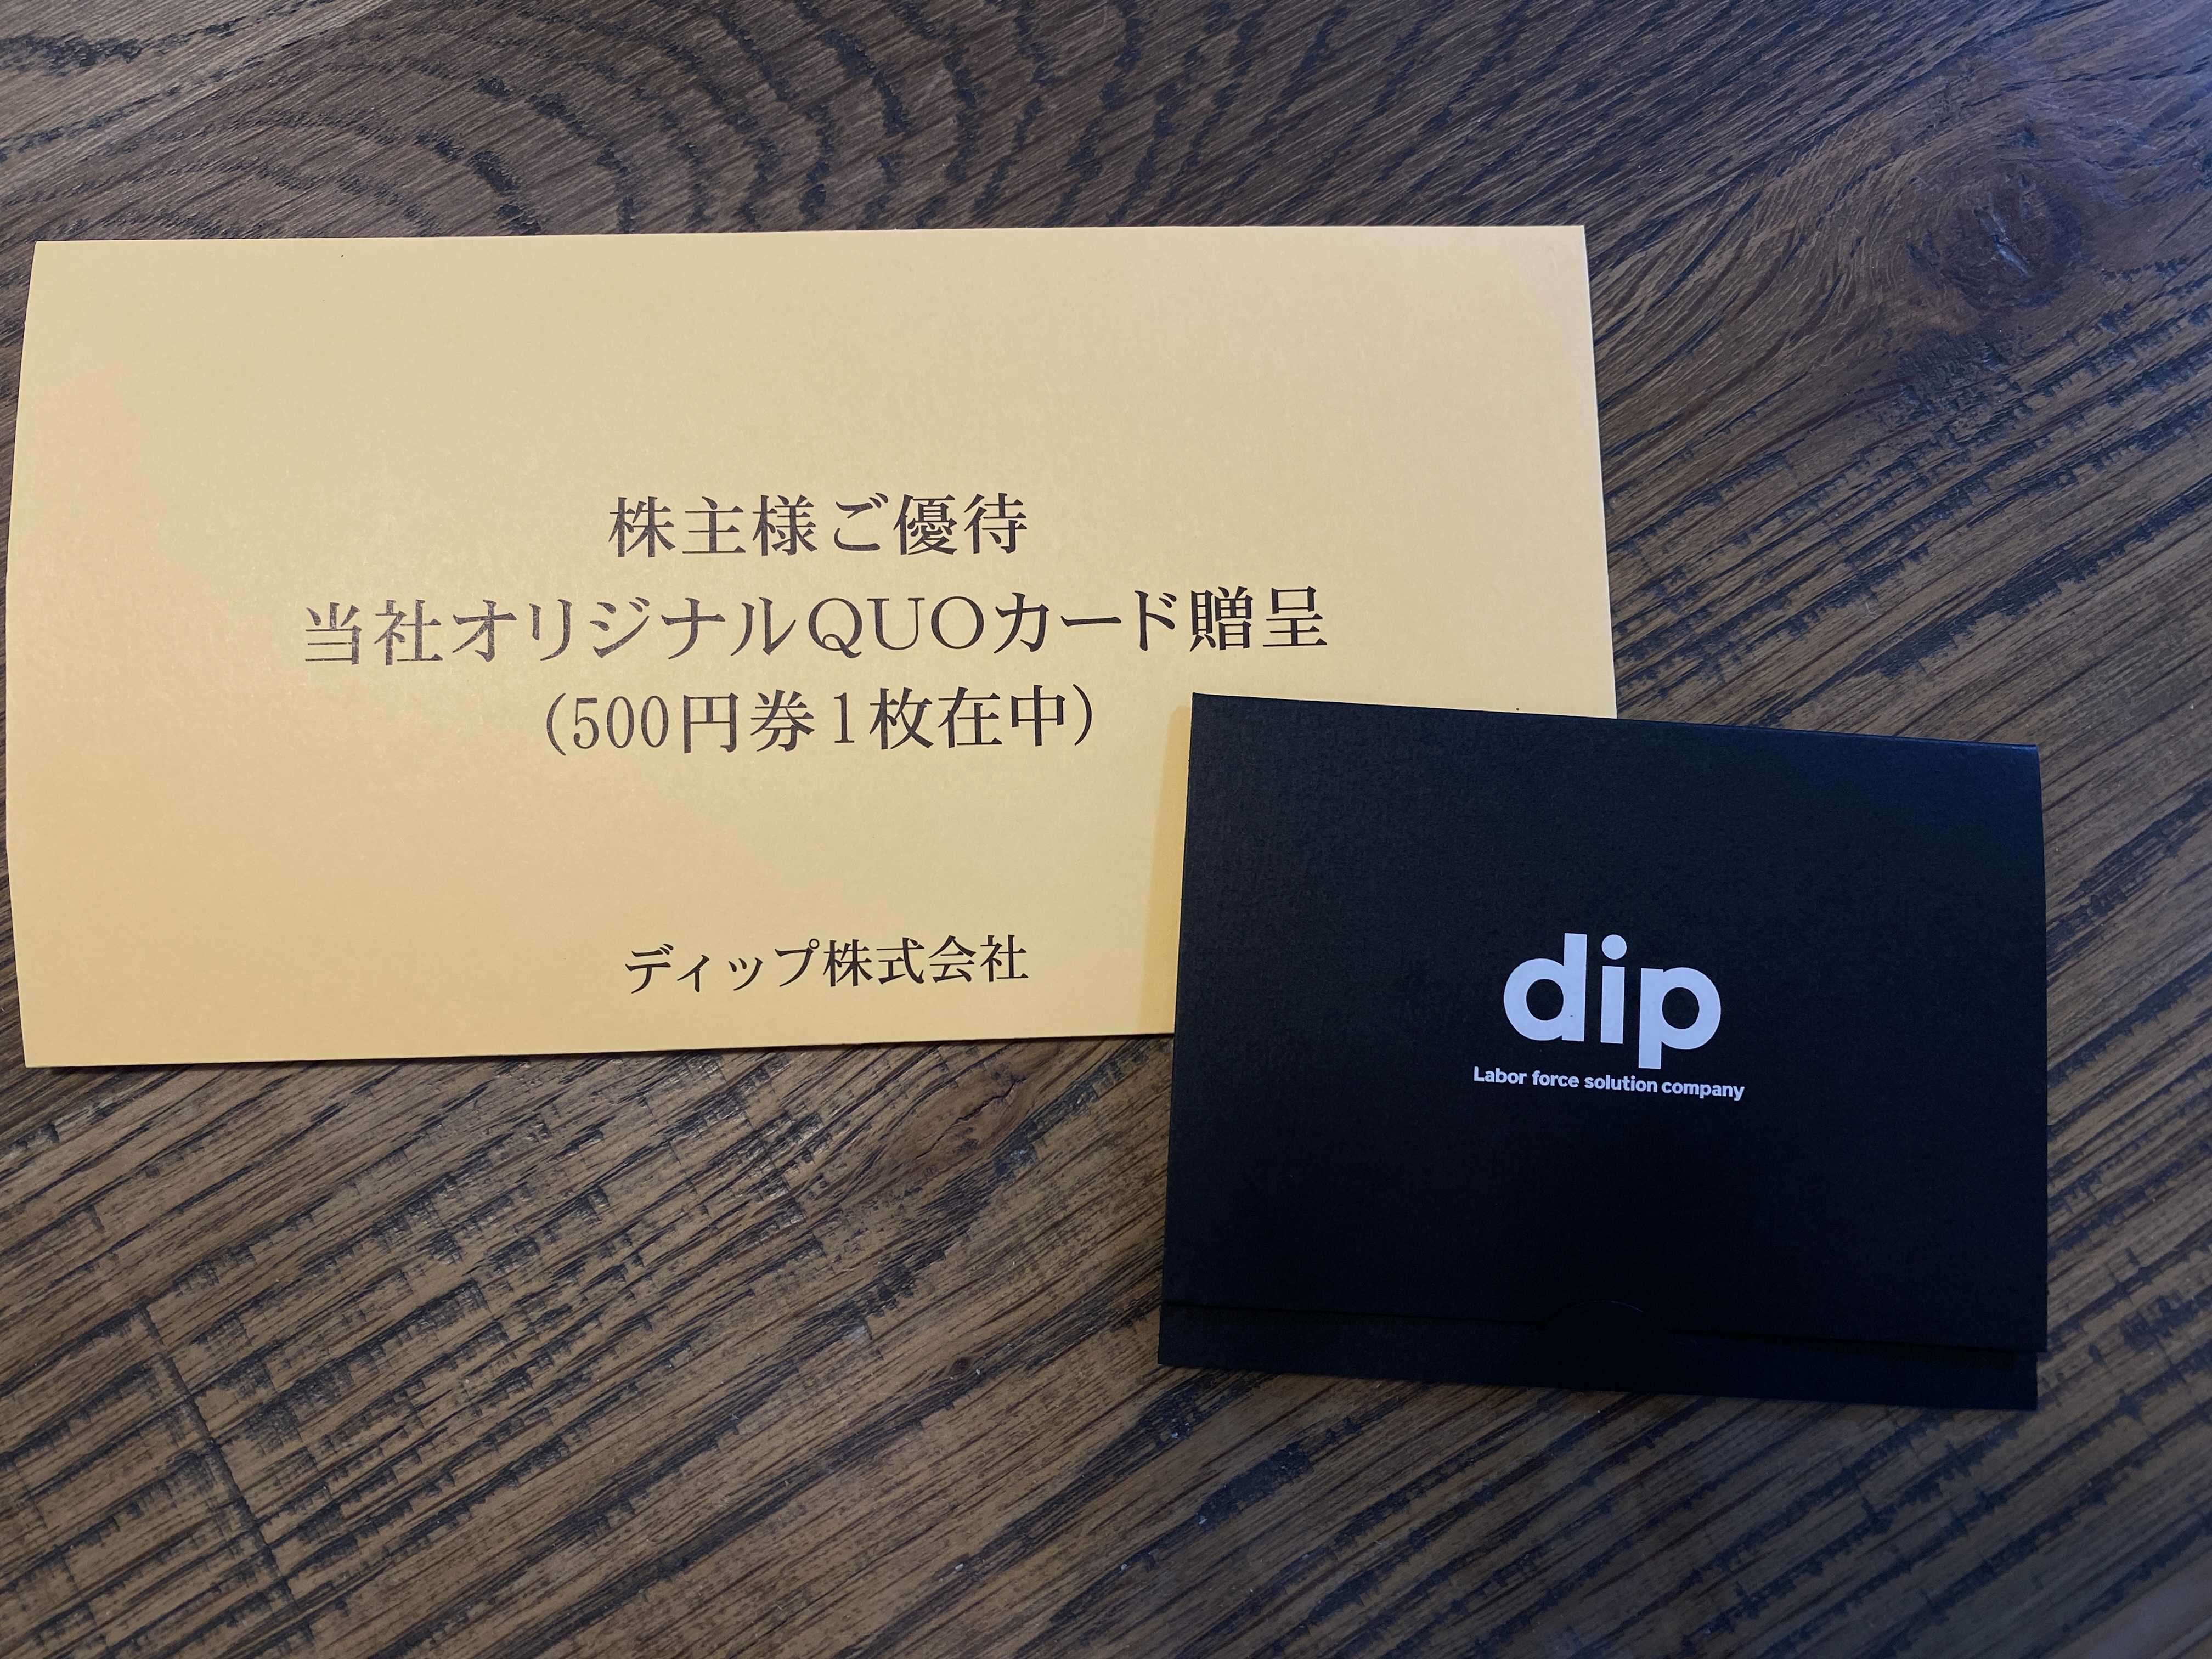 株主様ご優待
当社オリジナルQUOカード贈呈
(500円券1枚在中)
ディップ株式会社
dip
Labor force solution company